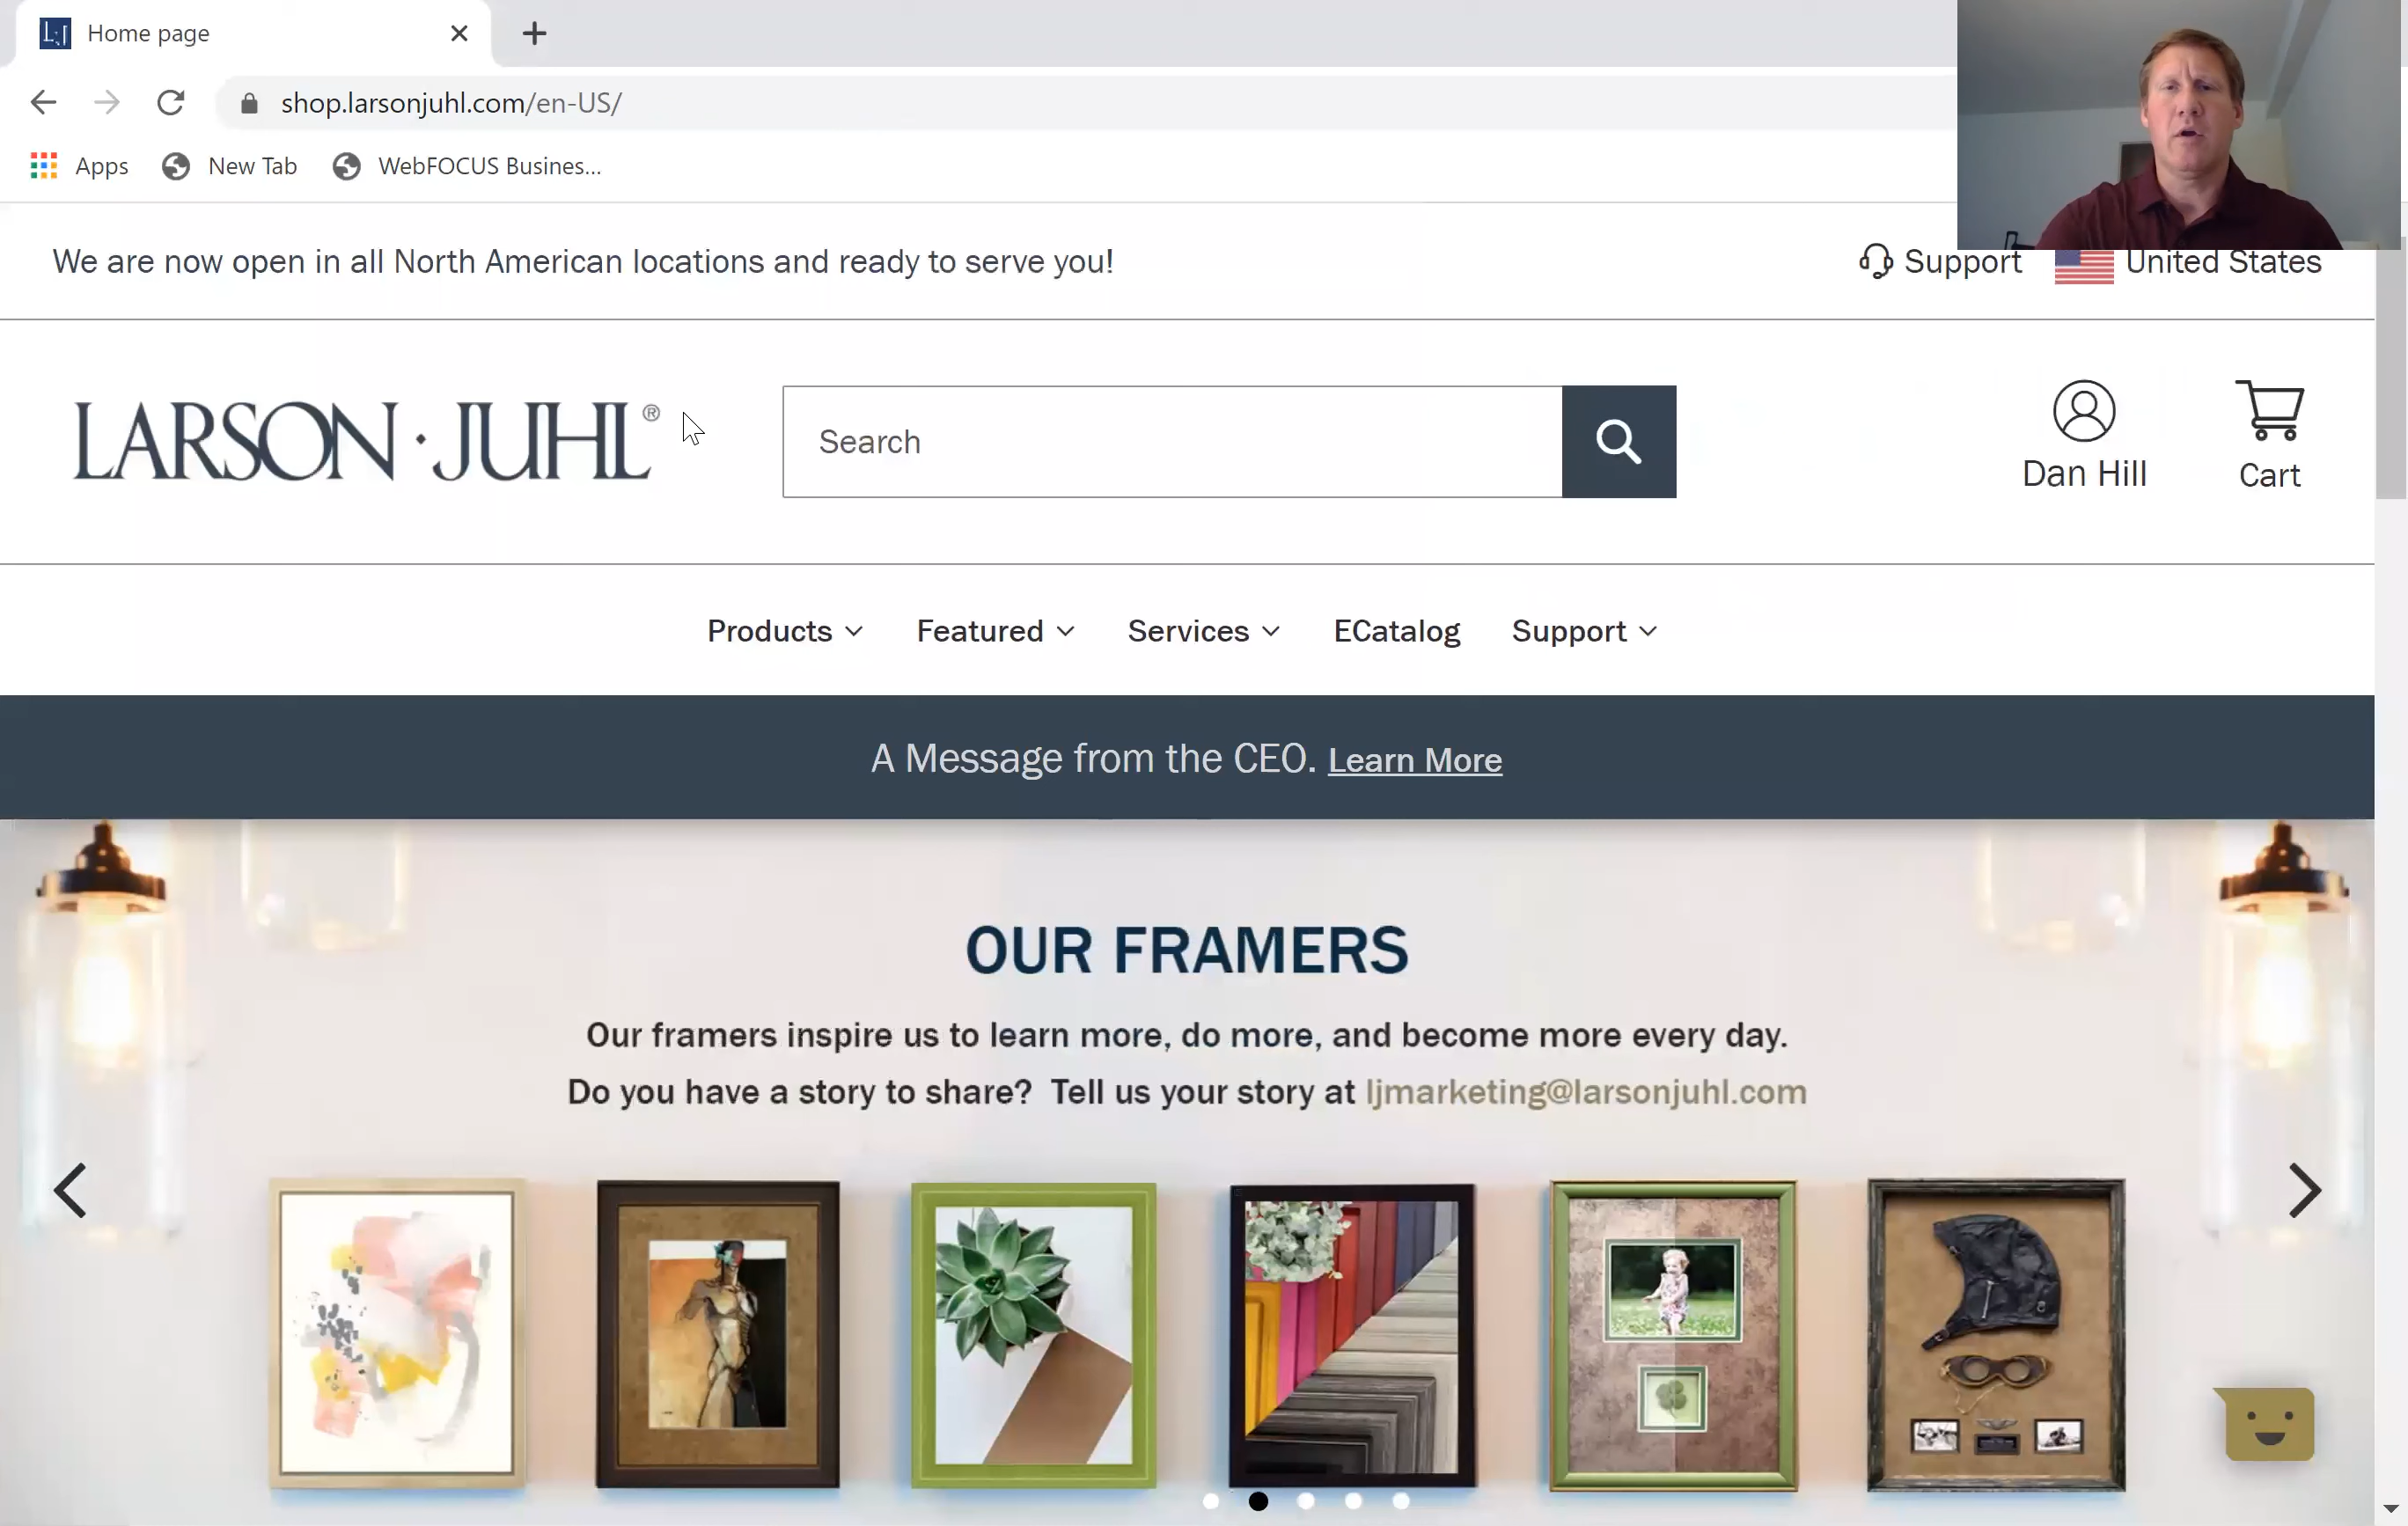 Home page
shop.larsonjuhl.com/en-US/
Apps New Tab WebFOCUS Busines...
We are now open in all North American locations and ready to serve you! Support United States
LARSON·JUHL® Search Dan Hill Cart
Products Featured Services ECatalog Support
A Message from the CEO. Learn More
OUR FRAMERS
Our framers inspire us to learn more, do more, and become more every day.
Do you have a story to share? Tell us your story at ljmarketing@larsonjuhl.com